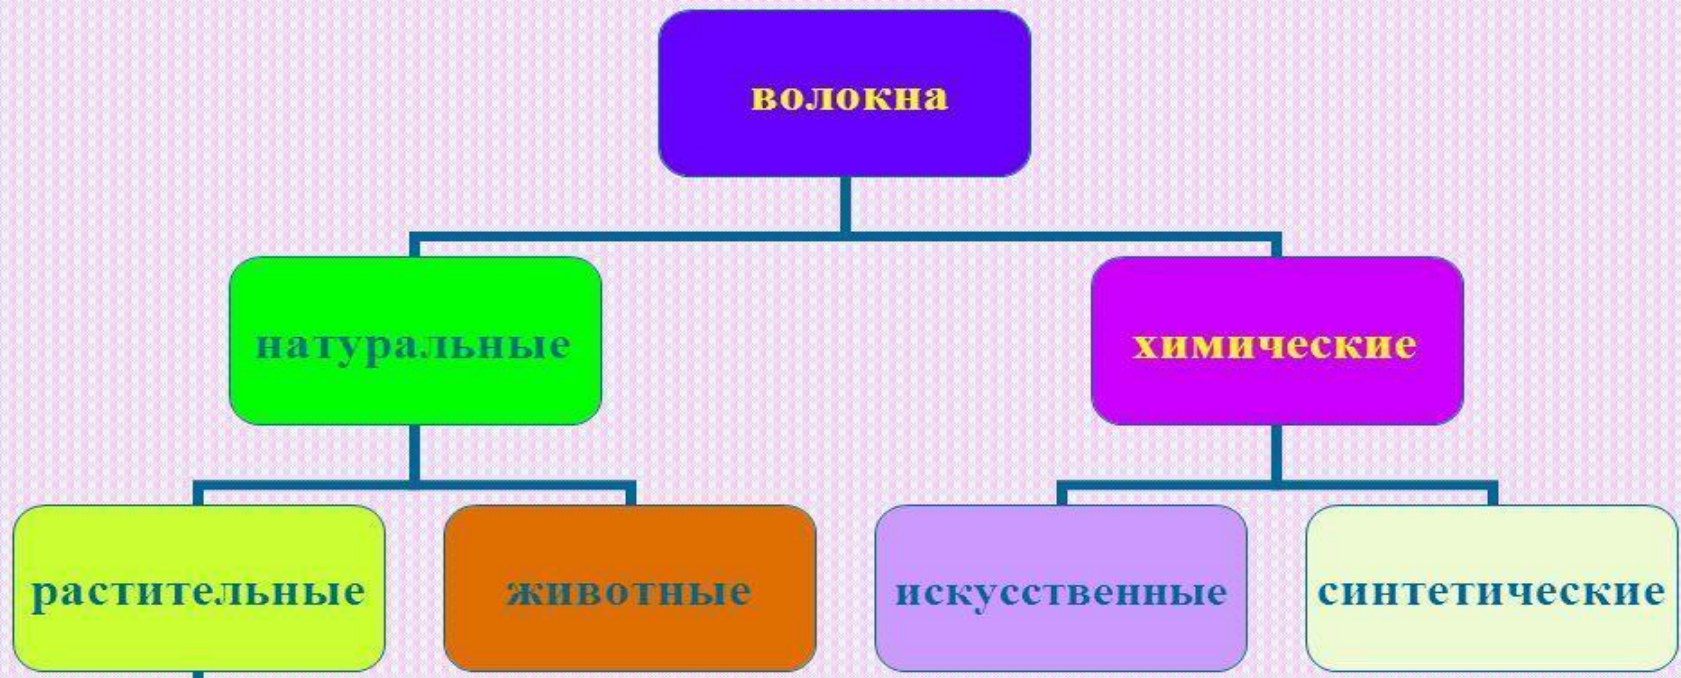 волокна
натуральные
химические
растительные
животные
искусственные
синтетические